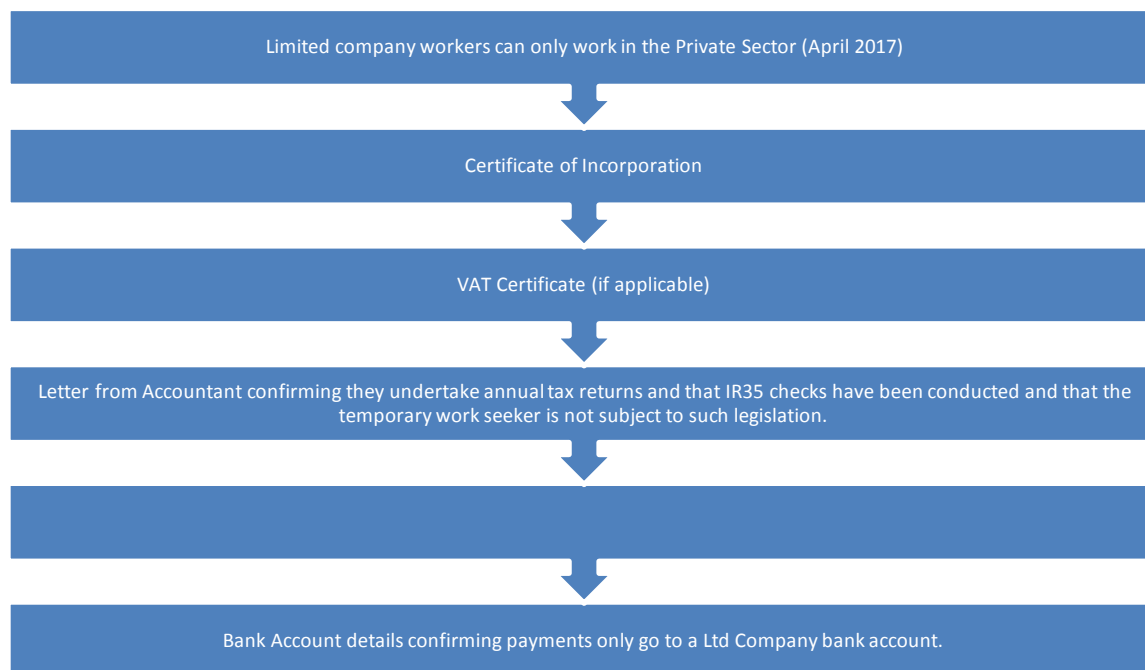 Limited company workers can only work in the Private Sector (April 2017)
Certificate of Incorporation
VAT Certificate (if applicable)
Letter from Accountant confirming they undertake annual tax returns and that IR35 checks have been conducted and that the
temporary work seeker is not subject to such legislation.
Bank Account details confirming payments only go to a Ltd Company bank account.